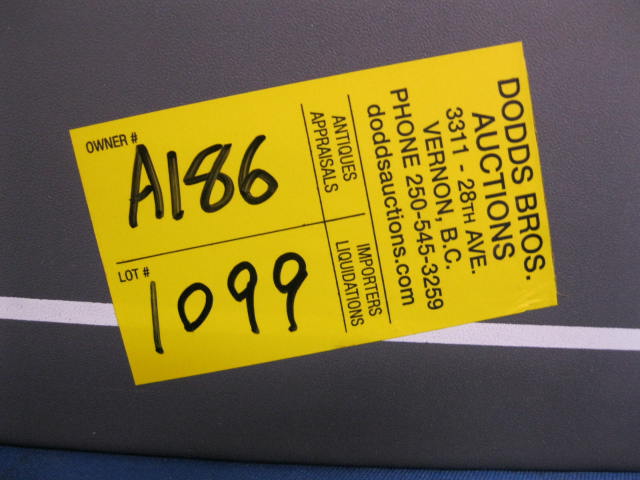 OWNER #
A186
LOT #
1099
ANTIQUES
APPRAISALS
IMPORTERS
LIQUIDATIONS
DODDS BROS.
AUCTIONS
3311 - 28TH AVE.
VERNON, B.C.
PHONE 250-545-3259
doddsauctions.com